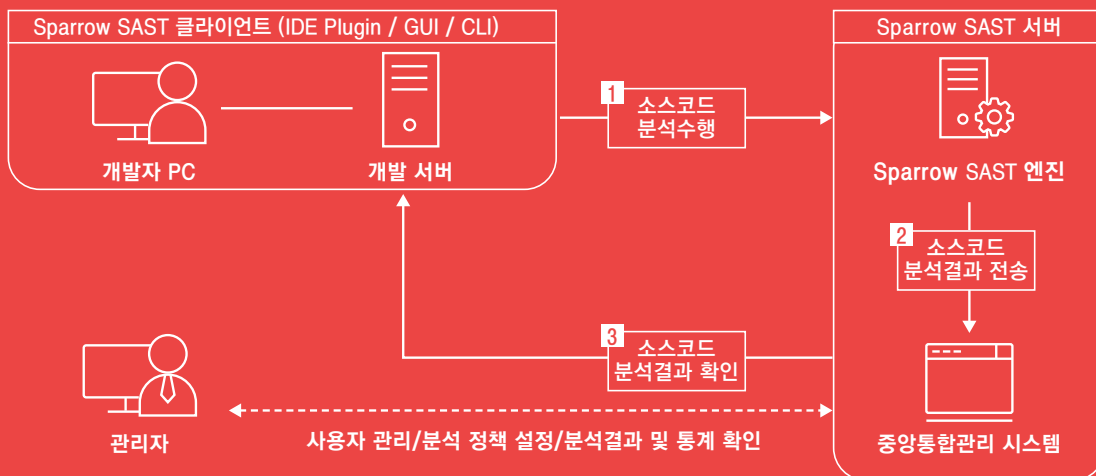 Sparrow SAST 클라이언트 (IDE Plugin / GUI / CLI)
개발자 PC
개발 서버
1
소스코드
분석수행
Sparrow SAST 서버
Sparrow SAST 엔진
2
소스코드
분석결과 전송
3
소스코드
분석결과 확인
관리자
사용자 관리/분석 정책 설정/분석결과 및 통계 확인
중앙통합관리 시스템